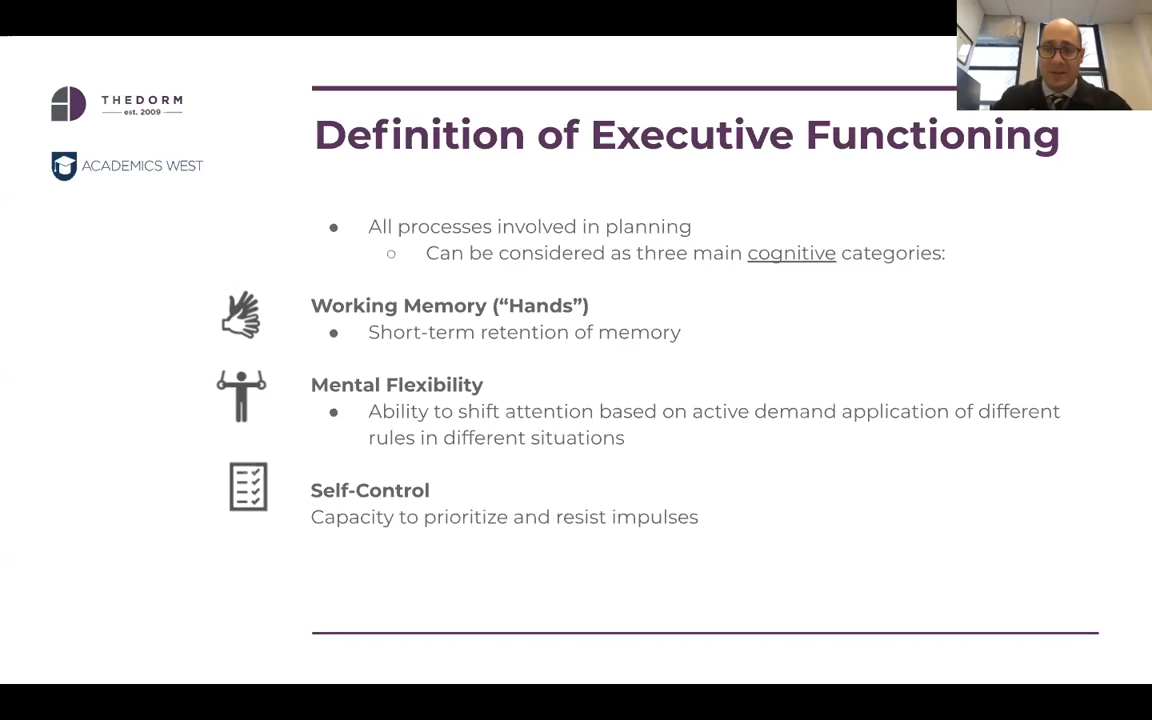 THEDORM
est. 2009
ACADEMICS WEST
Definition of Executive Functioning
● All processes involved in planning
○ Can be considered as three main cognitive categories:
Working Memory (“Hands”)
● Short-term retention of memory
Mental Flexibility
● Ability to shift attention based on active demand application of different
rules in different situations
Self-Control
Capacity to prioritize and resist impulses